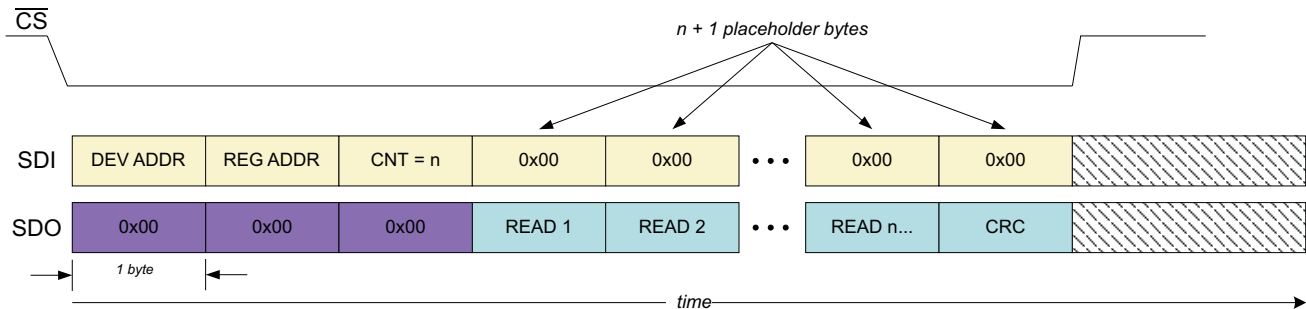 CS
n + 1 placeholder bytes
SDI DEV ADDR REG ADDR CNT = n 0x00 0x00 • • • 0x00 0x00
SDO 0x00 0x00 0x00 READ 1 READ 2 • • • READ n... CRC
1 byte
time